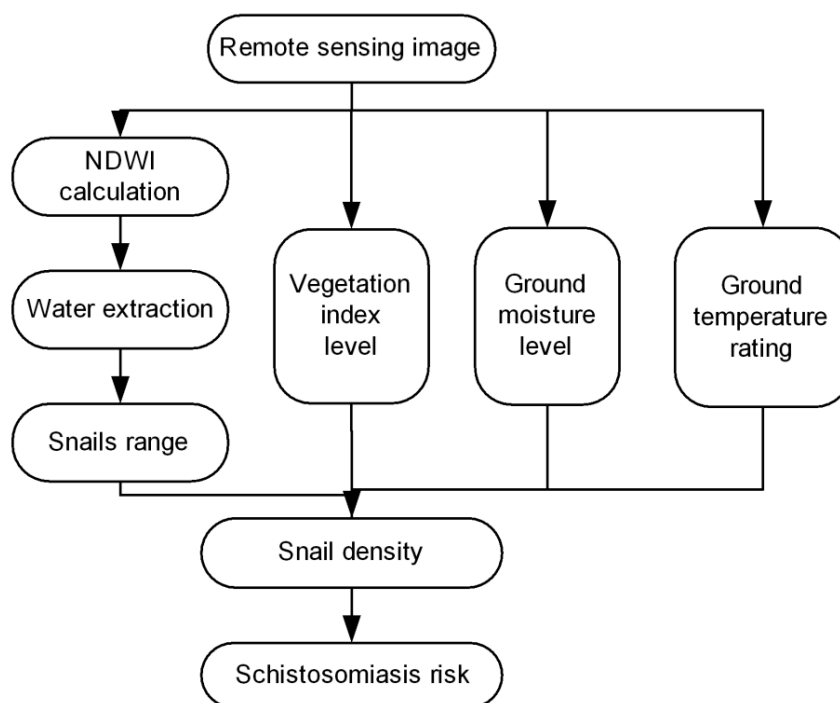 Remote sensing image
NDWI
calculation
Water extraction
Snails range
Vegetation
index
level
Ground
moisture
level
Ground
temperature
rating
Snail density
Schistosomiasis risk